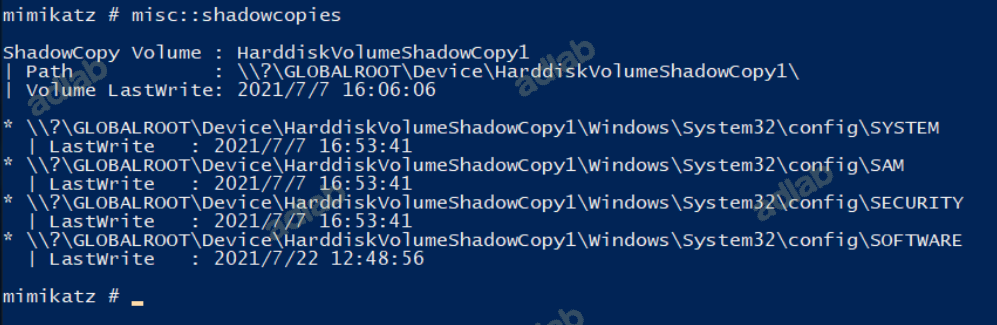 mimikatz # misc::shadowcopies
ShadowCopy Volume : HarddiskVolumeShadowCopy1
| Path            : \\?\GLOBALROOT\Device\HarddiskVolumeShadowCopy1\
| Volume LastWrite: 2021/7/7 16:06:06
* \\?\GLOBALROOT\Device\HarddiskVolumeShadowCopy1\Windows\System32\config\SYSTEM
  | LastWrite   : 2021/7/7 16:53:41
* \\?\GLOBALROOT\Device\HarddiskVolumeShadowCopy1\Windows\System32\config\SAM
  | LastWrite   : 2021/7/7 16:53:41
* \\?\GLOBALROOT\Device\HarddiskVolumeShadowCopy1\Windows\System32\config\SECURITY
  | LastWrite   : 2021/7/7 16:53:41
* \\?\GLOBALROOT\Device\HarddiskVolumeShadowCopy1\Windows\System32\config\SOFTWARE
  | LastWrite   : 2021/7/22 12:48:56
mimikatz # _
adlab
adlab
adlab
adlab
adlab